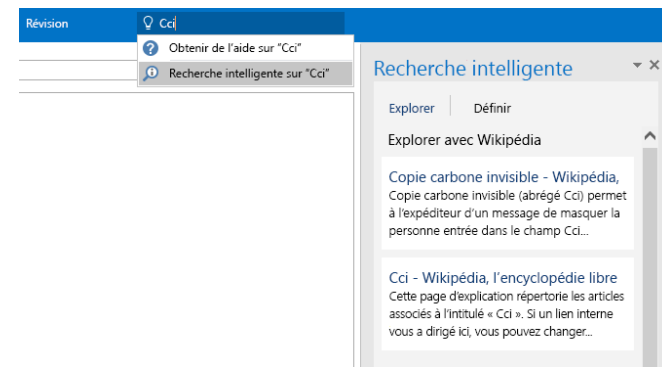 Révision
Cci
Obtenir de l'aide sur "Cci"
Recherche intelligente sur "Cci"
Recherche intelligente
Explorer
Définir
Explorer avec Wikipédia
Copie carbone invisible - Wikipédia,
Copie carbone invisible (abrégé Cci) permet
à l'expéditeur d'un message de masquer la
personne entrée dans le champ Cci...
Cci - Wikipédia, l'encyclopédie libre
Cette page d'explication répertorie les articles
associés à l'intitulé « Cci ». Si un lien interne
vous a dirigé ici, vous pouvez changer...